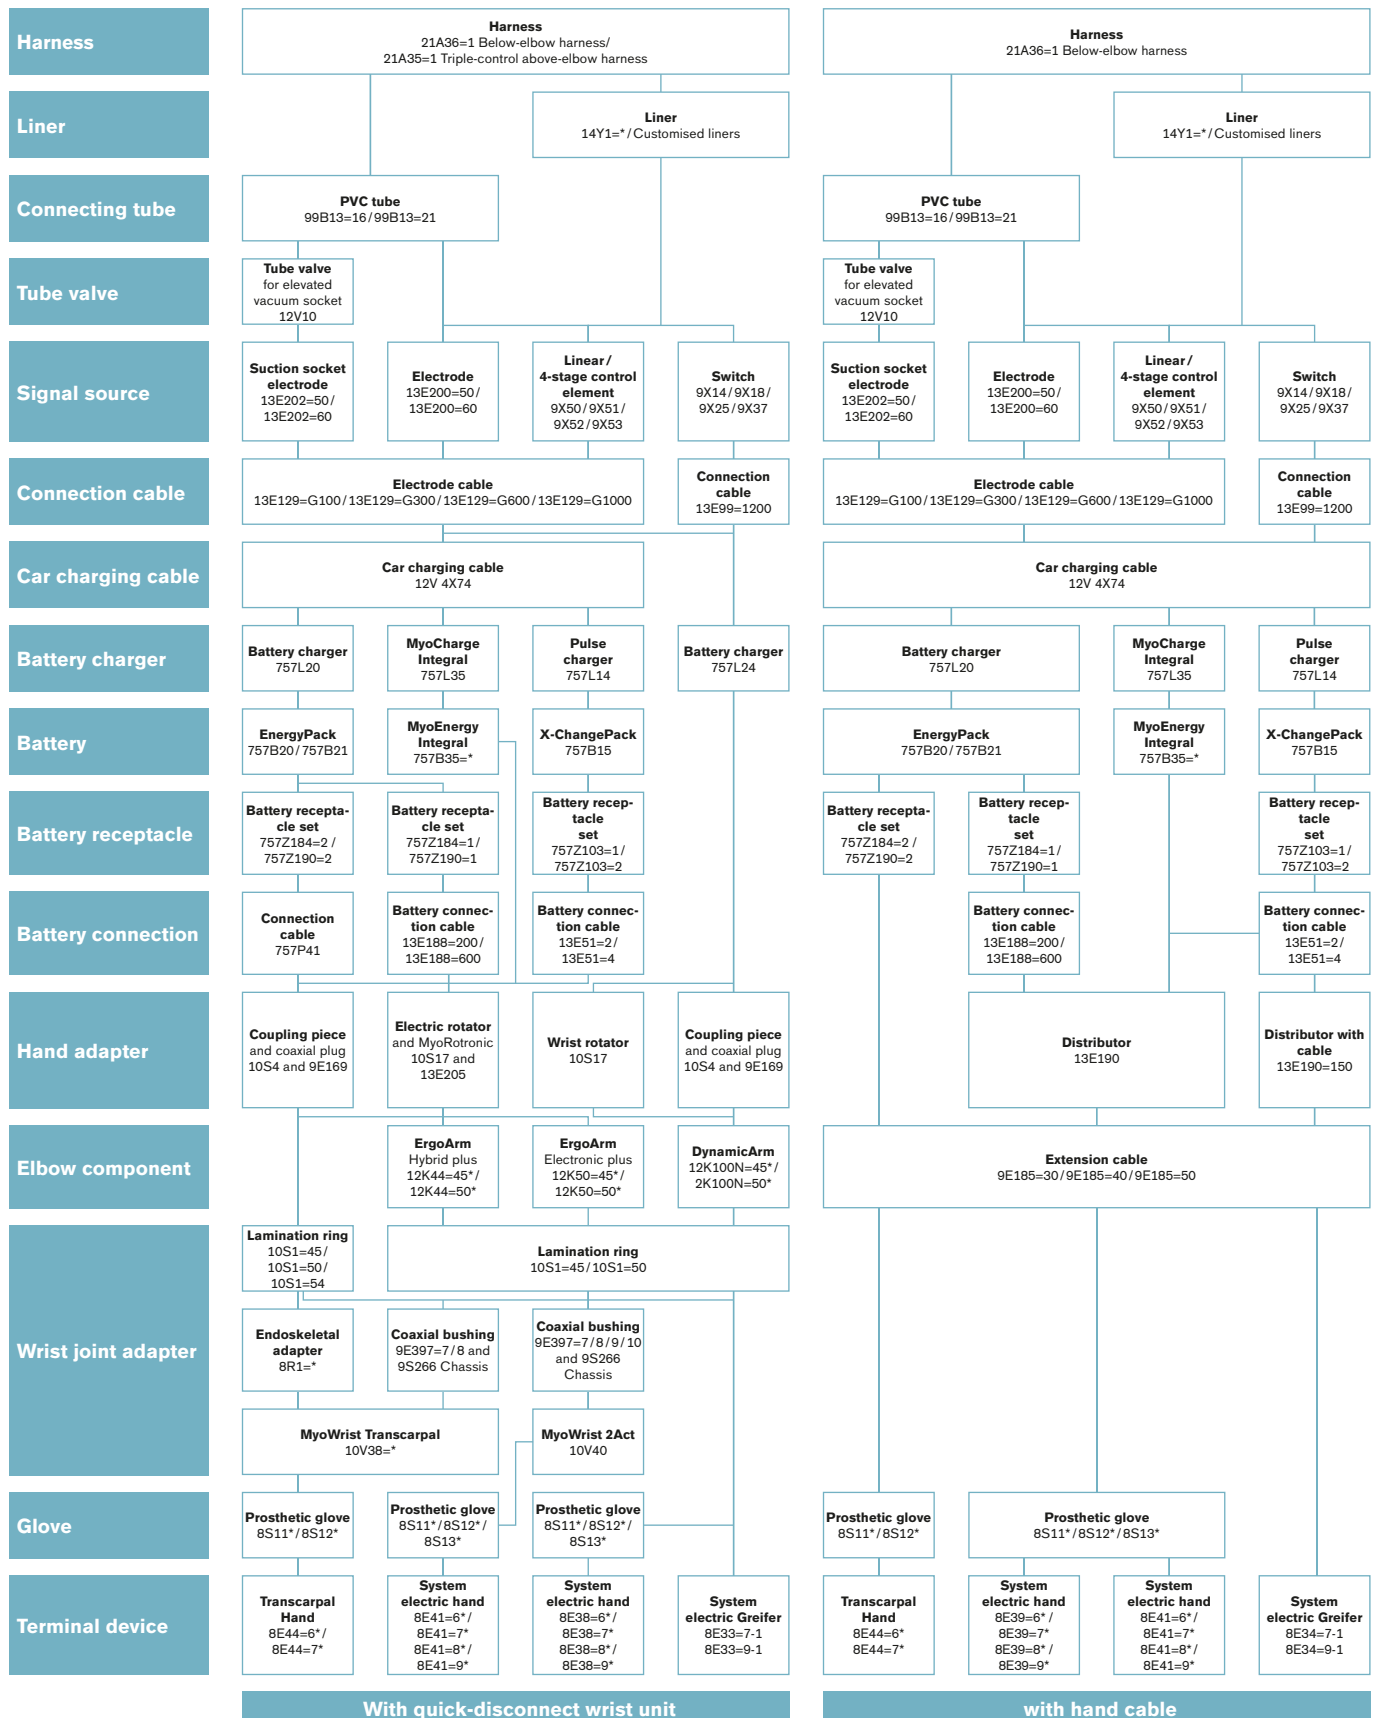 Harness
Harness
21A36=1 Below-elbow harness/
21A35=1 Triple-control above-elbow harness
Harness
21A36=1 Below-elbow harness
Liner
Liner
14Y1=*/Customised liners
Liner
14Y1=*/Customised liners
Connecting tube
PVC tube
99B13=16/99B13=21
PVC tube
99B13=16/99B13=21
Tube valve
Tube valve
for elevated
vacuum socket
12V10
Tube valve
for elevated
vacuum socket
12V10
Signal source
Suction socket
electrode
13E202=50/
13E202=60
Electrode
13E200=50/
13E200=60
Linear/
4-stage control
element
9X50/9X51/
9X52/9X53
Switch
9X14/9X18/
9X25/9X37
Suction socket
electrode
13E202=50/
13E202=60
Electrode
13E200=50/
13E200=60
Linear/
4-stage control
element
9X50/9X51/
9X52/9X53
Switch
9X14/9X18/
9X25/9X37
Connection cable
Electrode cable
13E129=G100/13E129=G300/13E129=G600/13E129=G1000
Connection
cable
13E99=1200
Electrode cable
13E129=G100/13E129=G300/13E129=G600/13E129=G1000
Connection
cable
13E99=1200
Car charging cable
Car charging cable
12V 4X74
Car charging cable
12V 4X74
Battery charger
Battery charger
757L20
MyoCharge
Integral
757L35
Pulse
charger
757L14
Battery charger
757L24
Battery charger
757L20
MyoCharge
Integral
757L35
Pulse
charger
757L14
Battery
EnergyPack
757B20/757B21
MyoEnergy
Integral
757B35=*
X-ChangePack
757B15
EnergyPack
757B20/757B21
MyoEnergy
Integral
757B35=*
X-ChangePack
757B15
Battery receptacle
Battery recepta-
cle set
757Z184=2/
757Z190=2
Battery recepta-
cle set
757Z184=1/
757Z190=1
Battery recep-
tacle
set
757Z103=1/
757Z103=2
Battery recepta-
cle set
757Z184=2/
757Z190=2
Battery recep-
tacle
set
757Z184=1/
757Z190=1
Battery recep-
tacle
set
757Z103=1/
757Z103=2
Battery connection
Connection
cable
757P41
Battery connec-
tion cable
13E188=200/
13E188=600
Battery connec-
tion cable
13E51=2/
13E51=4
Battery connec-
tion cable
13E188=200/
13E188=600
Battery connec-
tion cable
13E51=2/
13E51=4
Hand adapter
Coupling piece
and coaxial plug
10S4 and 9E169
Electric rotator
and MyoRotronic
10S17 and
13E205
Wrist rotator
10S17
Coupling piece
and coaxial plug
10S4 and 9E169
Distributor
13E190
Distributor with
cable
13E190=150
Elbow component
ErgoArm
Hybrid plus
12K44=45*/
12K44=50*
ErgoArm
Electronic plus
12K50=45*/
12K50=50*
DynamicArm
12K100N=45*/
2K100N=50*
Extension cable
9E185=30/9E185=40/9E185=50
Wrist joint adapter
Lamination ring
10S1=45/
10S1=50/
10S1=54
Lamination ring
10S1=45/10S1=50
Endoskeletal
adapter
8R1=*
Coaxial bushing
9E397=7/8 and
9S266 Chassis
Coaxial bushing
9E397=7/8/9/10
and 9S266
Chassis
MyoWrist Transcarpal
10V38=*
MyoWrist 2Act
10V40
Glove
Prosthetic glove
8S11*/8S12*
Prosthetic glove
8S11*/8S12*/
8S13*
Prosthetic glove
8S11*/8S12*/
8S13*
Prosthetic glove
8S11*/8S12*
Prosthetic glove
8S11*/8S12*/8S13*
Terminal device
Transcarpal
Hand
8E44=6*/
8E44=7*
System
electric hand
8E41=6*/
8E41=7*
8E41=8*/
8E41=9*
System
electric hand
8E38=6*/
8E38=7*
8E38=8*/
8E38=9*
System
electric Greifer
8E33=7-1
8E33=9-1
Transcarpal
Hand
8E44=6*
8E44=7*
System
electric hand
8E39=6*/
8E39=7*
8E39=8*/
8E39=9*
System
electric hand
8E41=6*/
8E41=7*
8E41=8*/
8E41=9*
System
electric Greifer
8E34=7-1
8E34=9-1
With quick-disconnect wrist unit
with hand cable